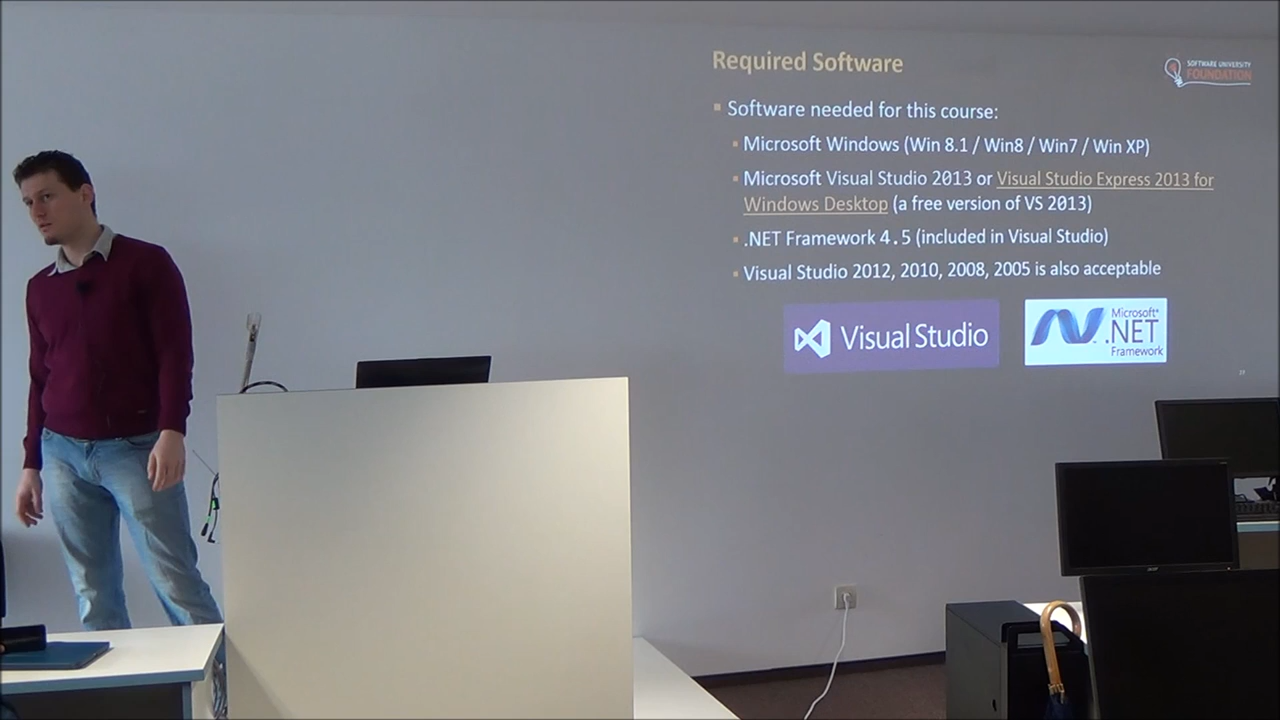 Required Software
SOFTWARE UNIVERSITY
FOUNDATION
Software needed for this course:
Microsoft Windows (Win 8.1 / Win8 / Win7 / Win XP)
Microsoft Visual Studio 2013 or Visual Studio Express 2013 for
Windows Desktop (a free version of VS 2013)
.NET Framework 4.5 (included in Visual Studio)
Visual Studio 2012, 2010, 2008, 2005 is also acceptable
Visual Studio
Microsoft®
.NET
Framework
acer